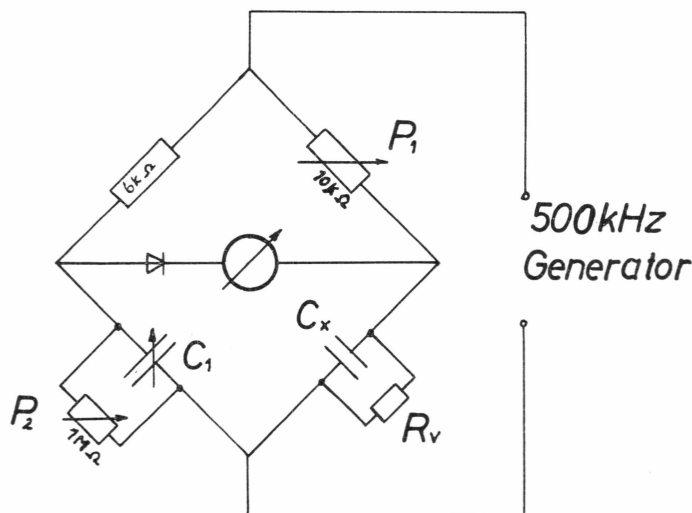 P₁
6kΩ
10kΩ
500kHz
Generator
Cₓ
C₁
P₂
1MΩ
Rᵥ